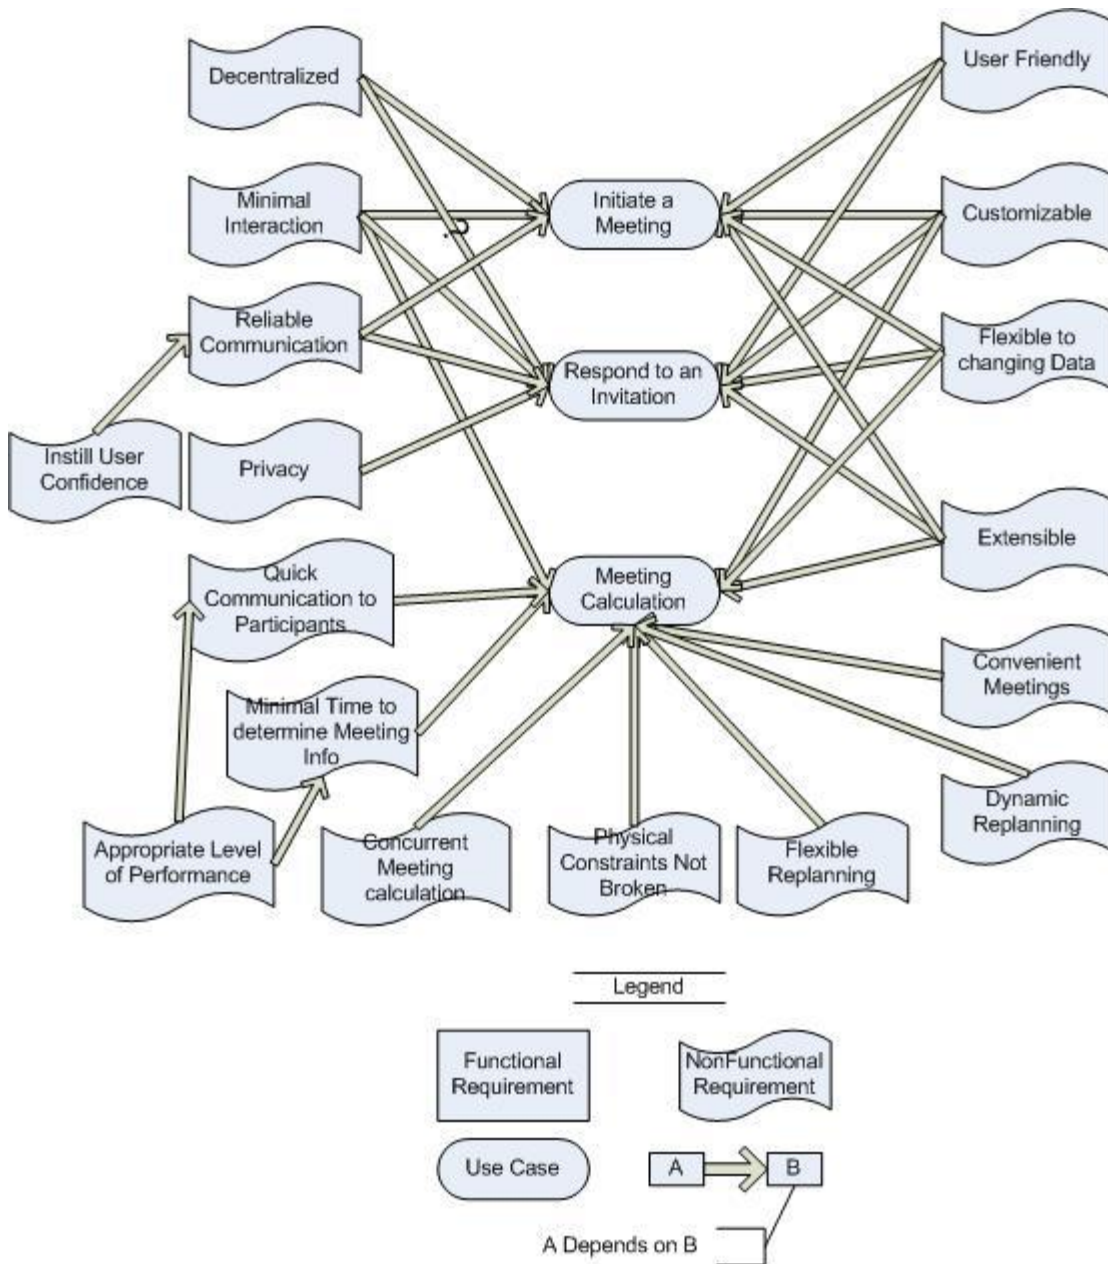 Decentralized
User Friendly
Minimal
Interaction
Initiate a
Meeting
Customizable
Reliable
Communication
Respond to an
Invitation
Flexible to
changing Data
Instill User
Confidence
Privacy
Extensible
Quick
Communication to
Participants
Meeting
Calculation
Convenient
Meetings
Minimal Time to
determine Meeting
Info
Dynamic
Replanning
Appropriate Level
of Performance
Concurrent
Meeting
calculation
Physical
Constraints Not
Broken
Flexible
Replanning
Legend
Functional
Requirement
NonFunctional
Requirement
Use Case
A
B
A Depends on B